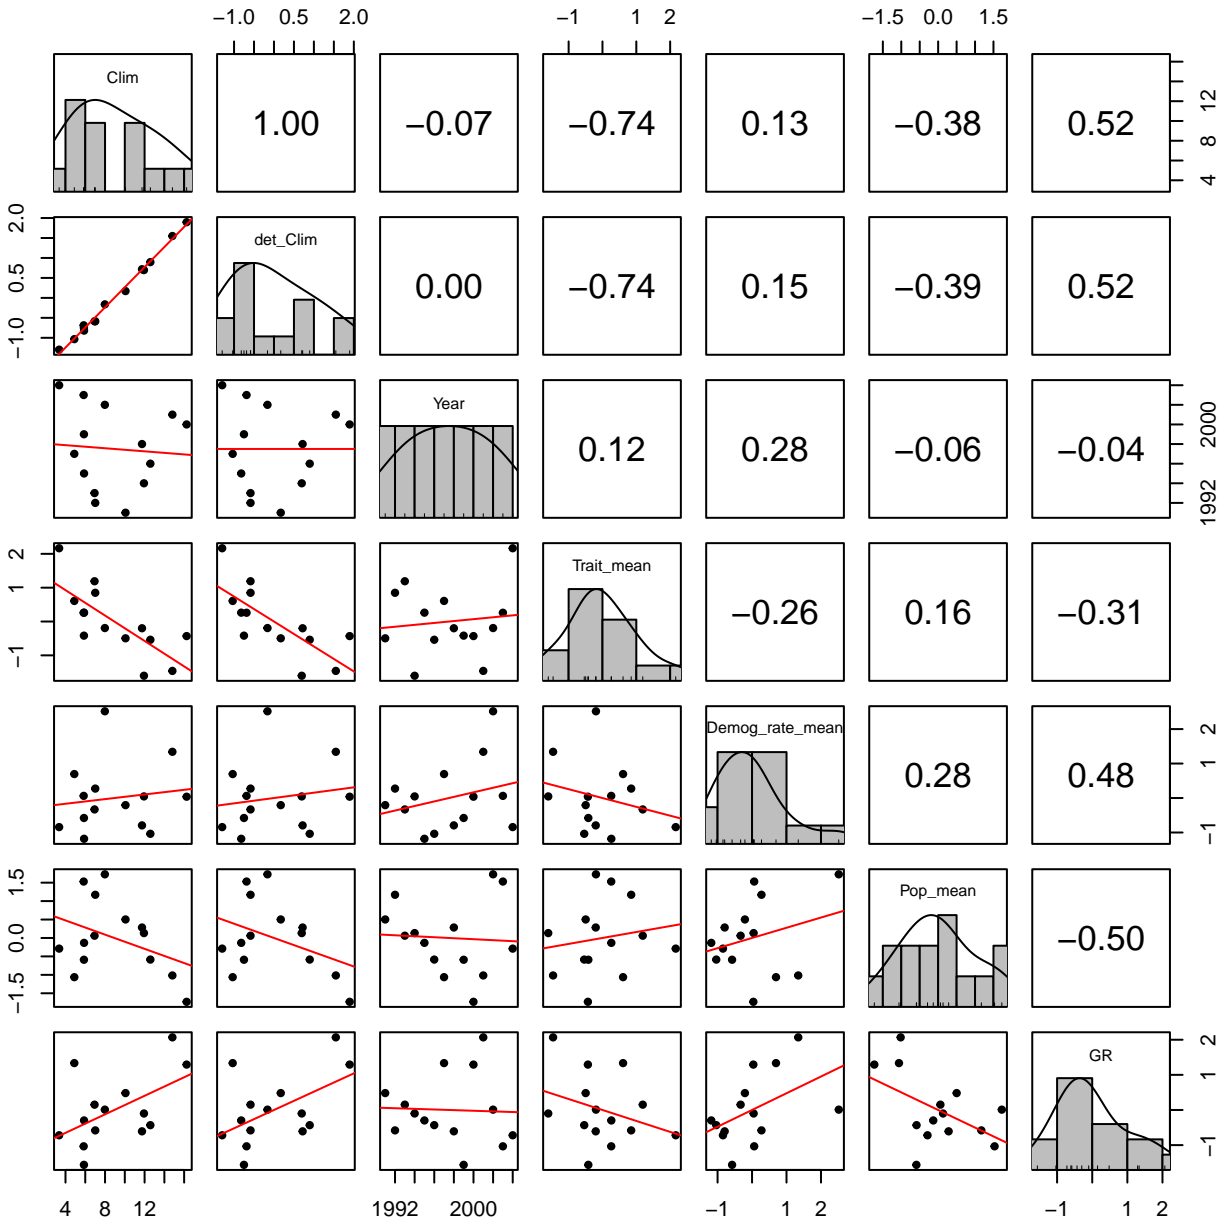 −1.0 0.5 2.0 −1 1 2 −1.5 0.0 1.5
Clim 1.00 −0.07 −0.74 0.13 −0.38 0.52 4 8 12
−1.0 0.5 2.0 det_Clim 0.00 −0.74 0.15 −0.39 0.52
Year 0.12 0.28 −0.06 −0.04 1992 2000
−1 1 2 Trait_mean −0.26 0.16 −0.31
Demog_rate_mean 0.28 0.48 −1 1 2
−1.5 0.0 1.5 Pop_mean −0.50
GR −1 1 2
4 8 12 1992 2000 −1 1 2 −1 1 2